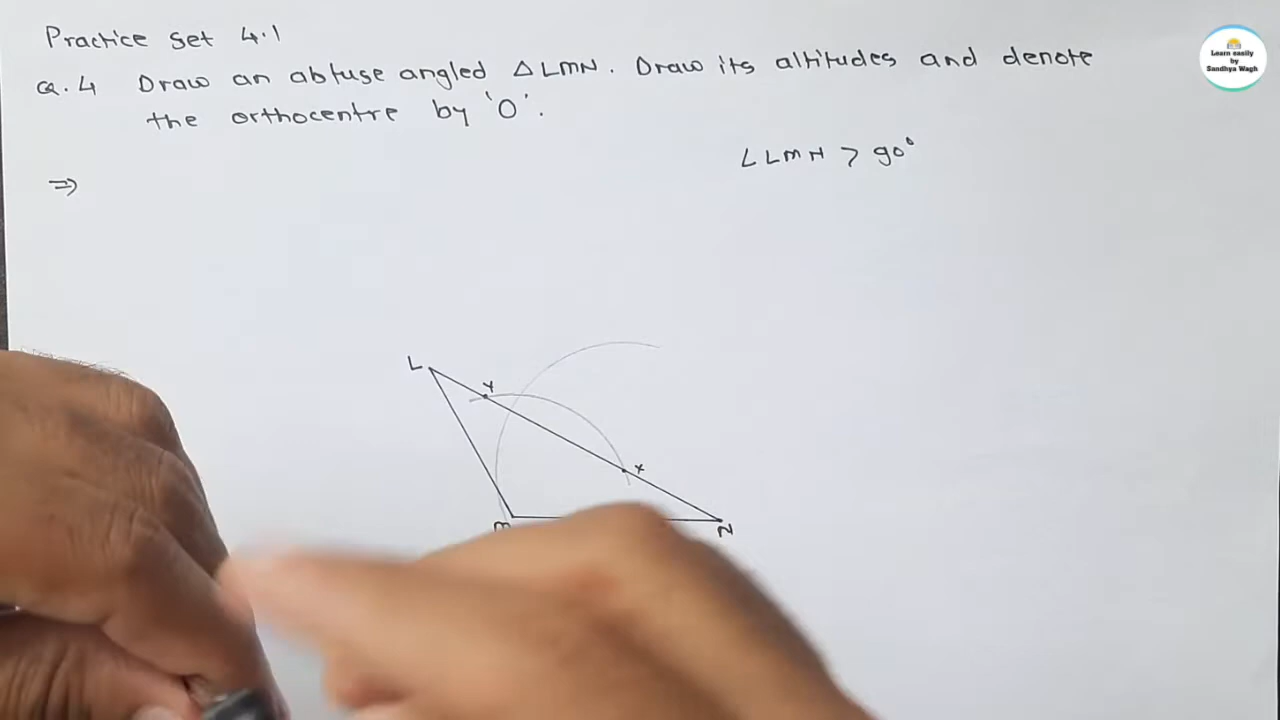 Practice set 4.1
Q.4 Draw an obtuse angled △LMN. Draw its altitudes and denote
the orthocentre by 'O'.
∠LMN > 90°
⇒
L
Y
X
M
N
Learn easily
by
Sandhya Wagh